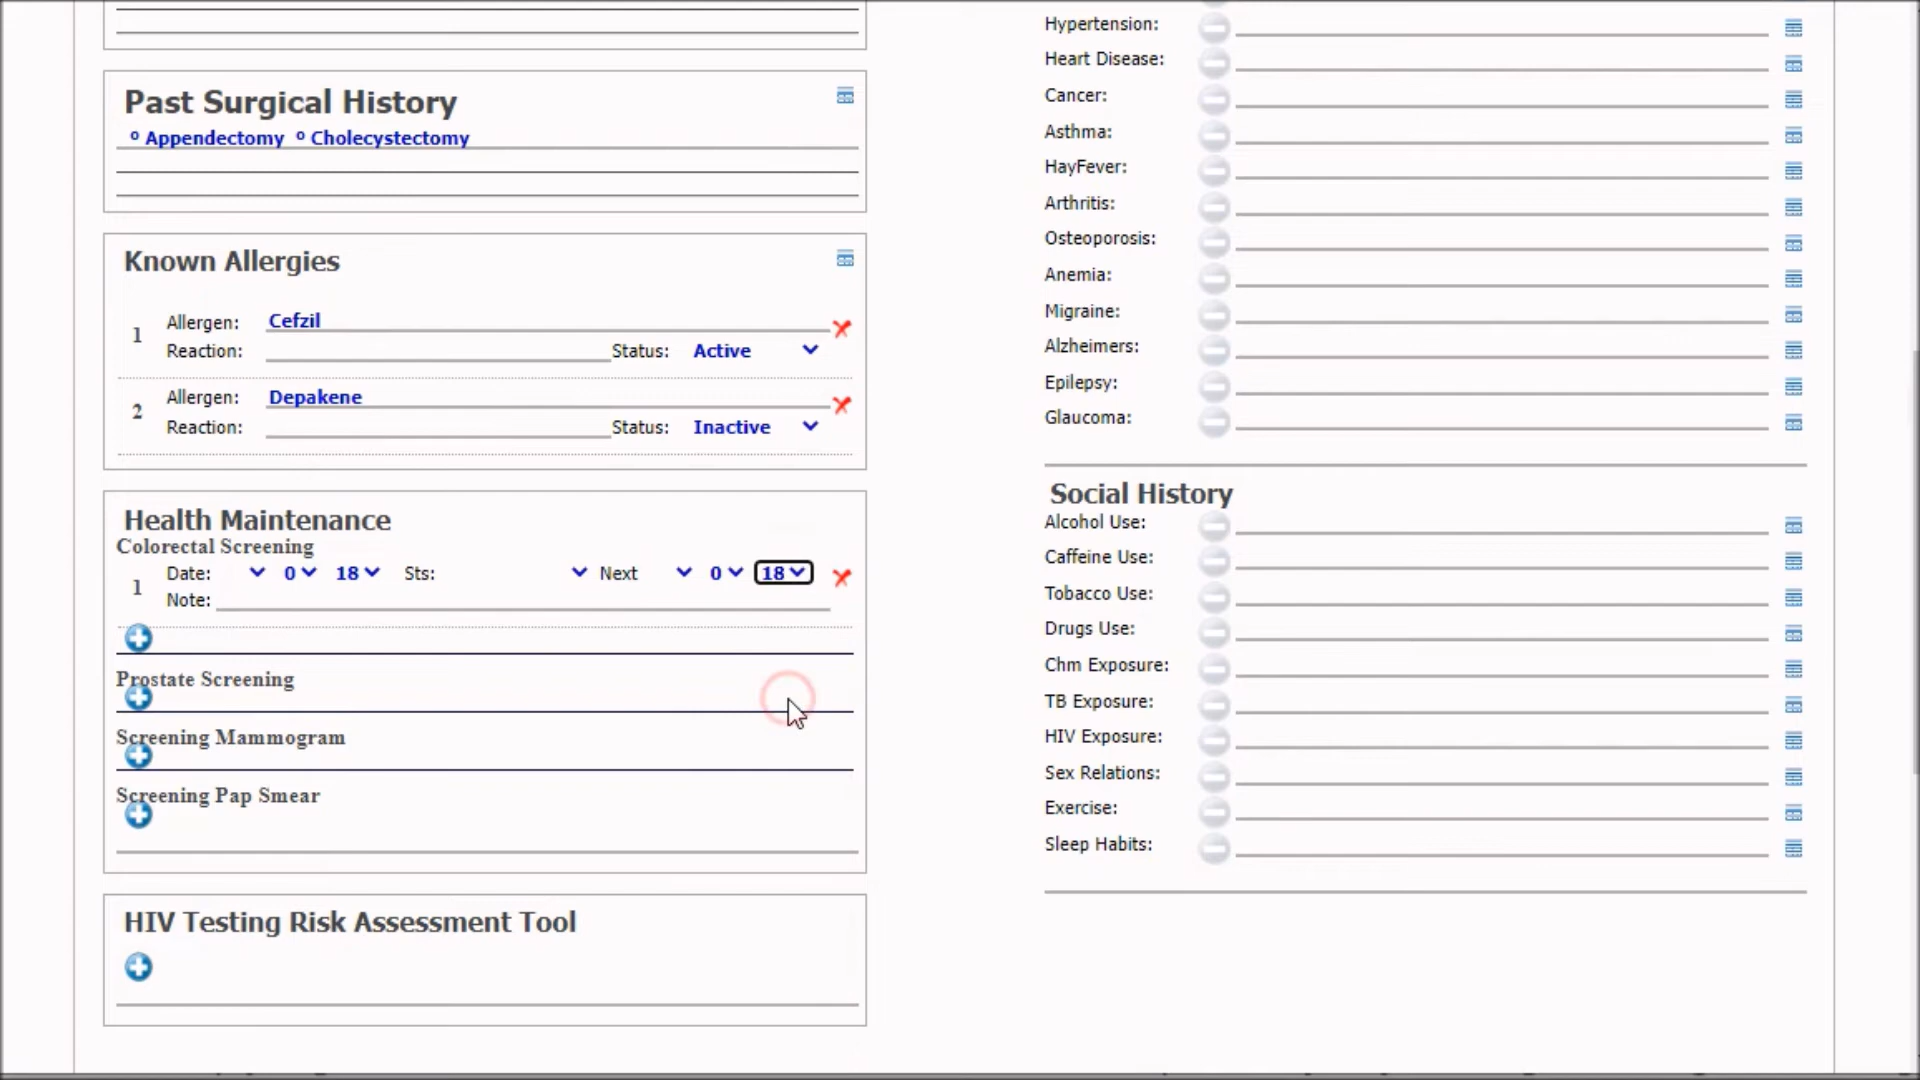 Past Surgical History
º Appendectomy º Cholecystectomy
Known Allergies
1 Allergen: Cefzil
Reaction: Status: Active
2 Allergen: Depakene
Reaction: Status: Inactive
Health Maintenance
Colorectal Screening
1 Date: 0 18 Sts: Next 0 18
Note:
Prostate Screening
Screening Mammogram
Screening Pap Smear
HIV Testing Risk Assessment Tool
Hypertension:
Heart Disease:
Cancer:
Asthma:
HayFever:
Arthritis:
Osteoporosis:
Anemia:
Migraine:
Alzheimers:
Epilepsy:
Glaucoma:
Social History
Alcohol Use:
Caffeine Use:
Tobacco Use:
Drugs Use:
Chm Exposure:
TB Exposure:
HIV Exposure:
Sex Relations:
Exercise:
Sleep Habits: